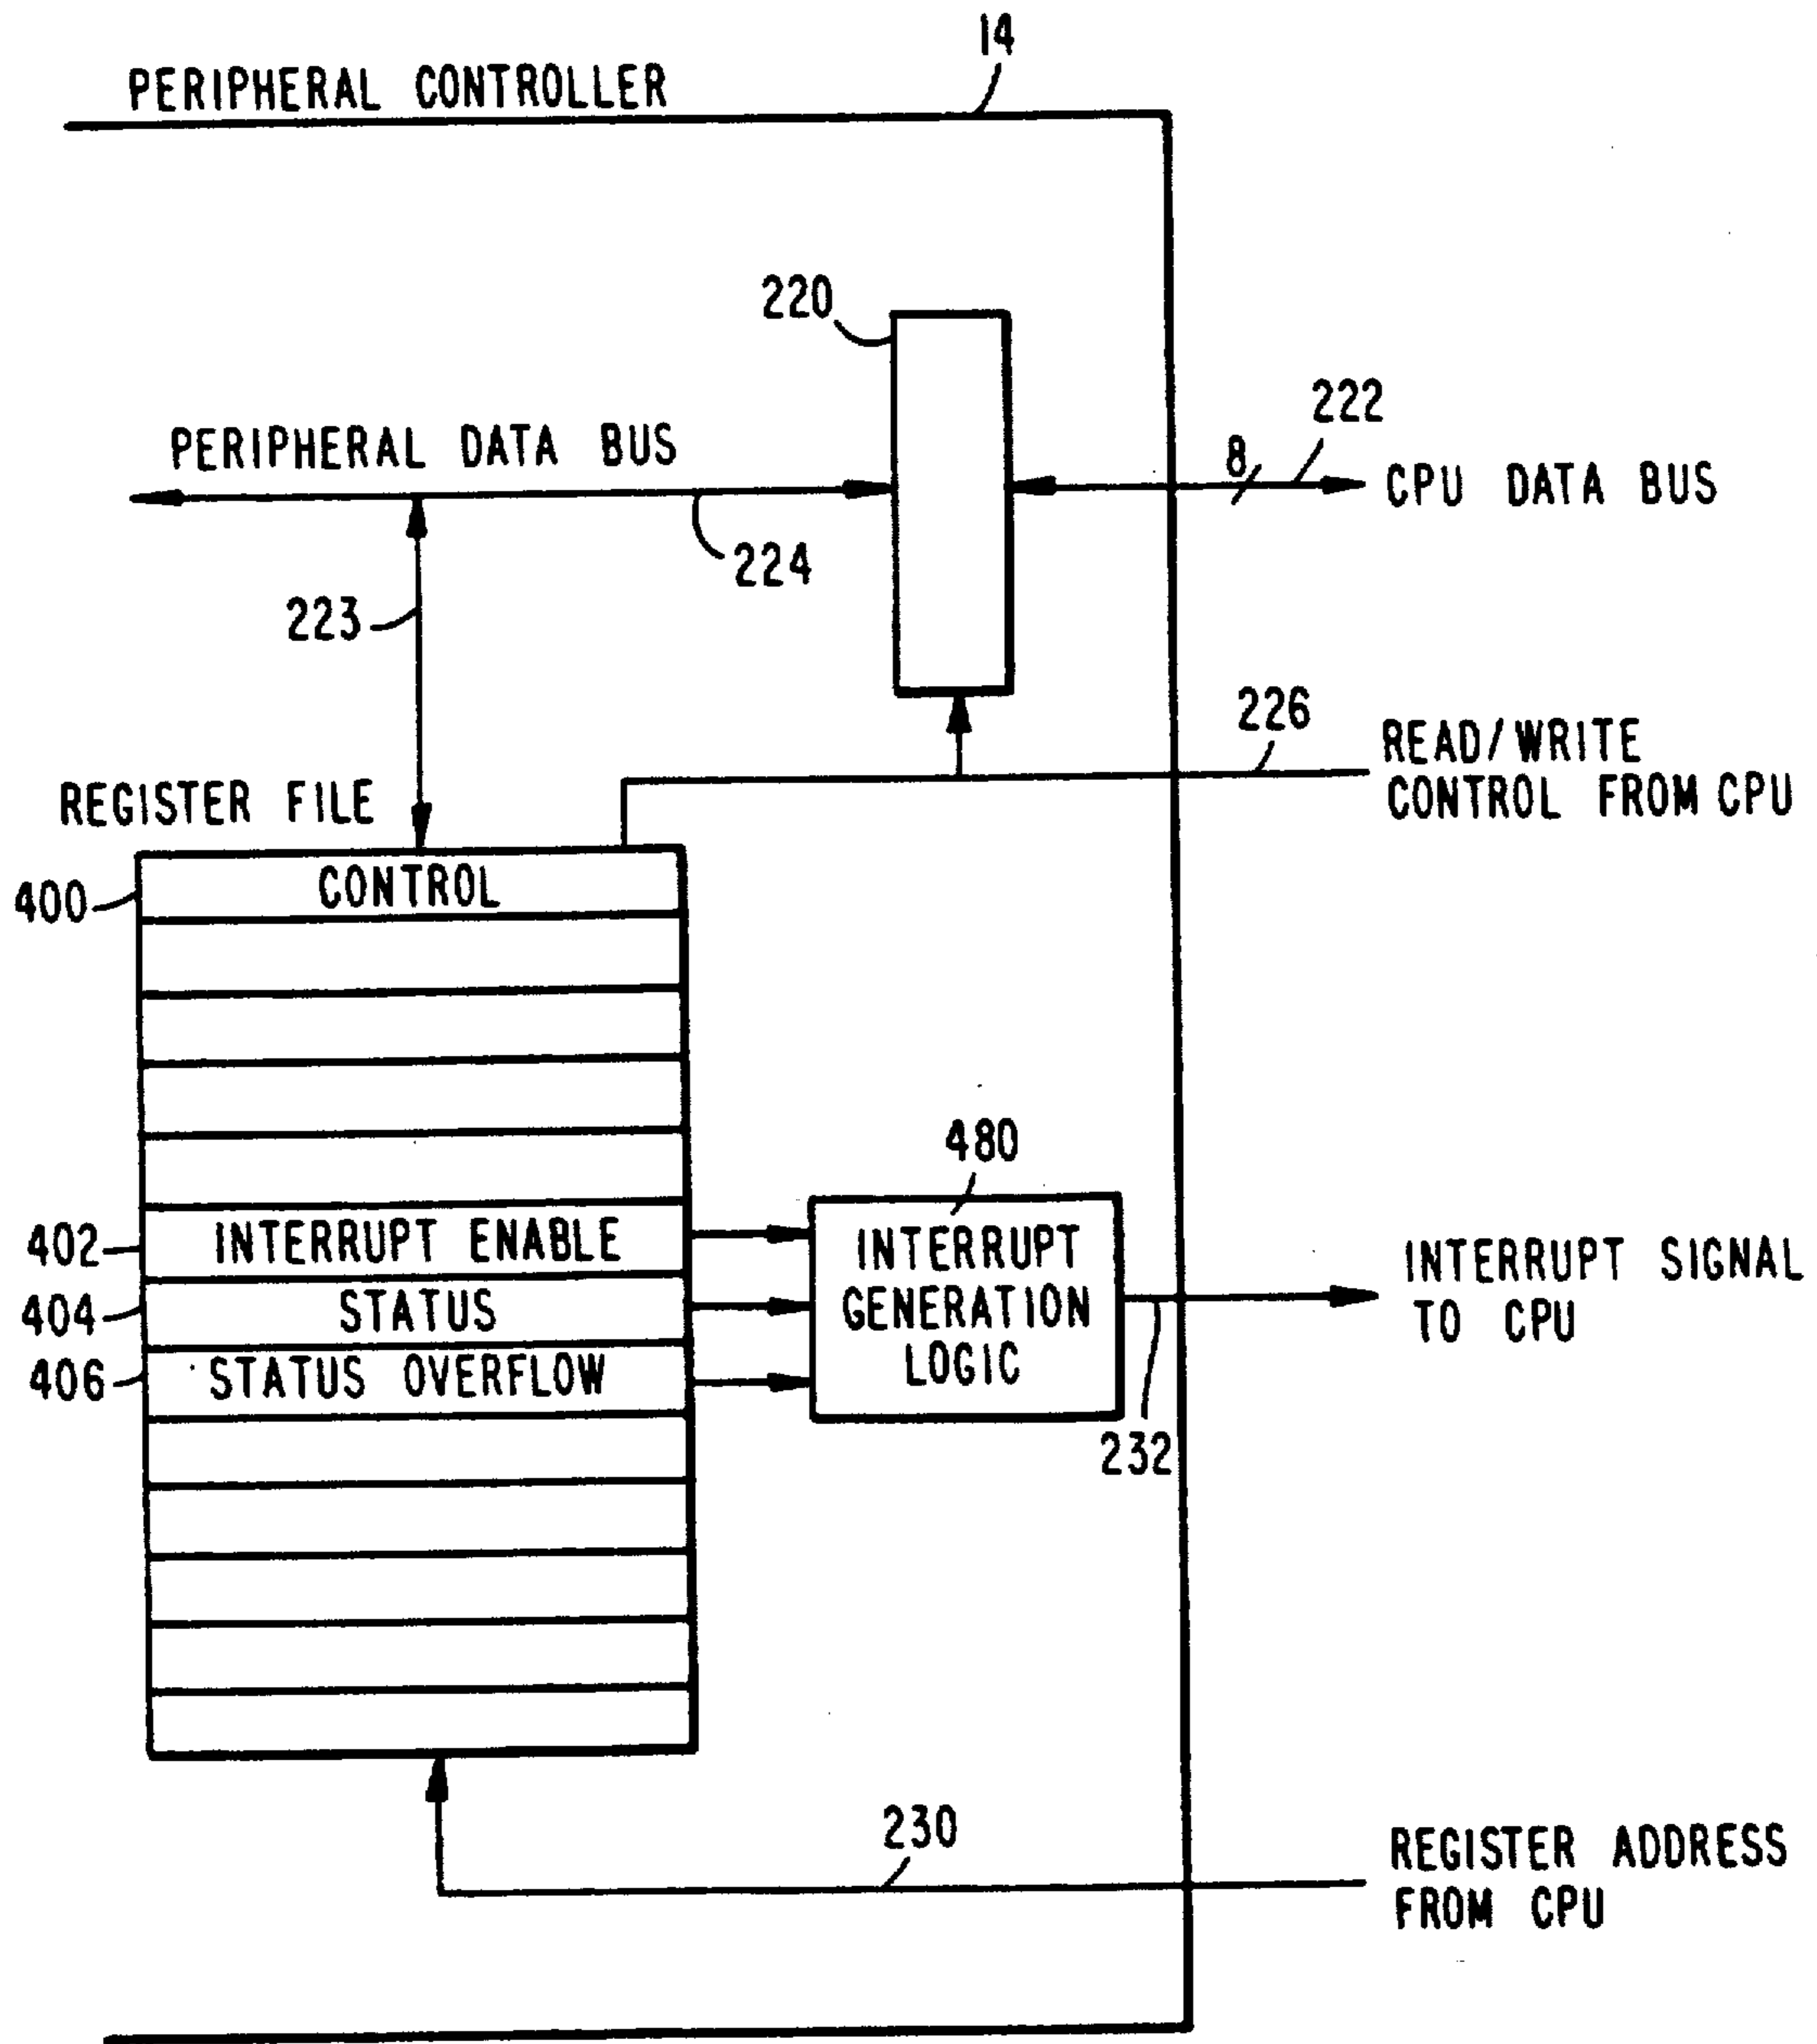 14
PERIPHERAL CONTROLLER
220
222
PERIPHERAL DATA BUS
8
CPU DATA BUS
224
223
226
READ/WRITE
CONTROL FROM CPU
REGISTER FILE
400
CONTROL
480
402
INTERRUPT ENABLE
INTERRUPT
GENERATION
LOGIC
INTERRUPT SIGNAL
TO CPU
404
STATUS
406
STATUS OVERFLOW
232
230
REGISTER ADDRESS
FROM CPU